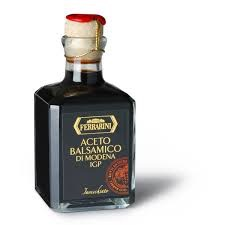 FERRARINI
ACETO
BALSAMICO
DI MODENA
IGP